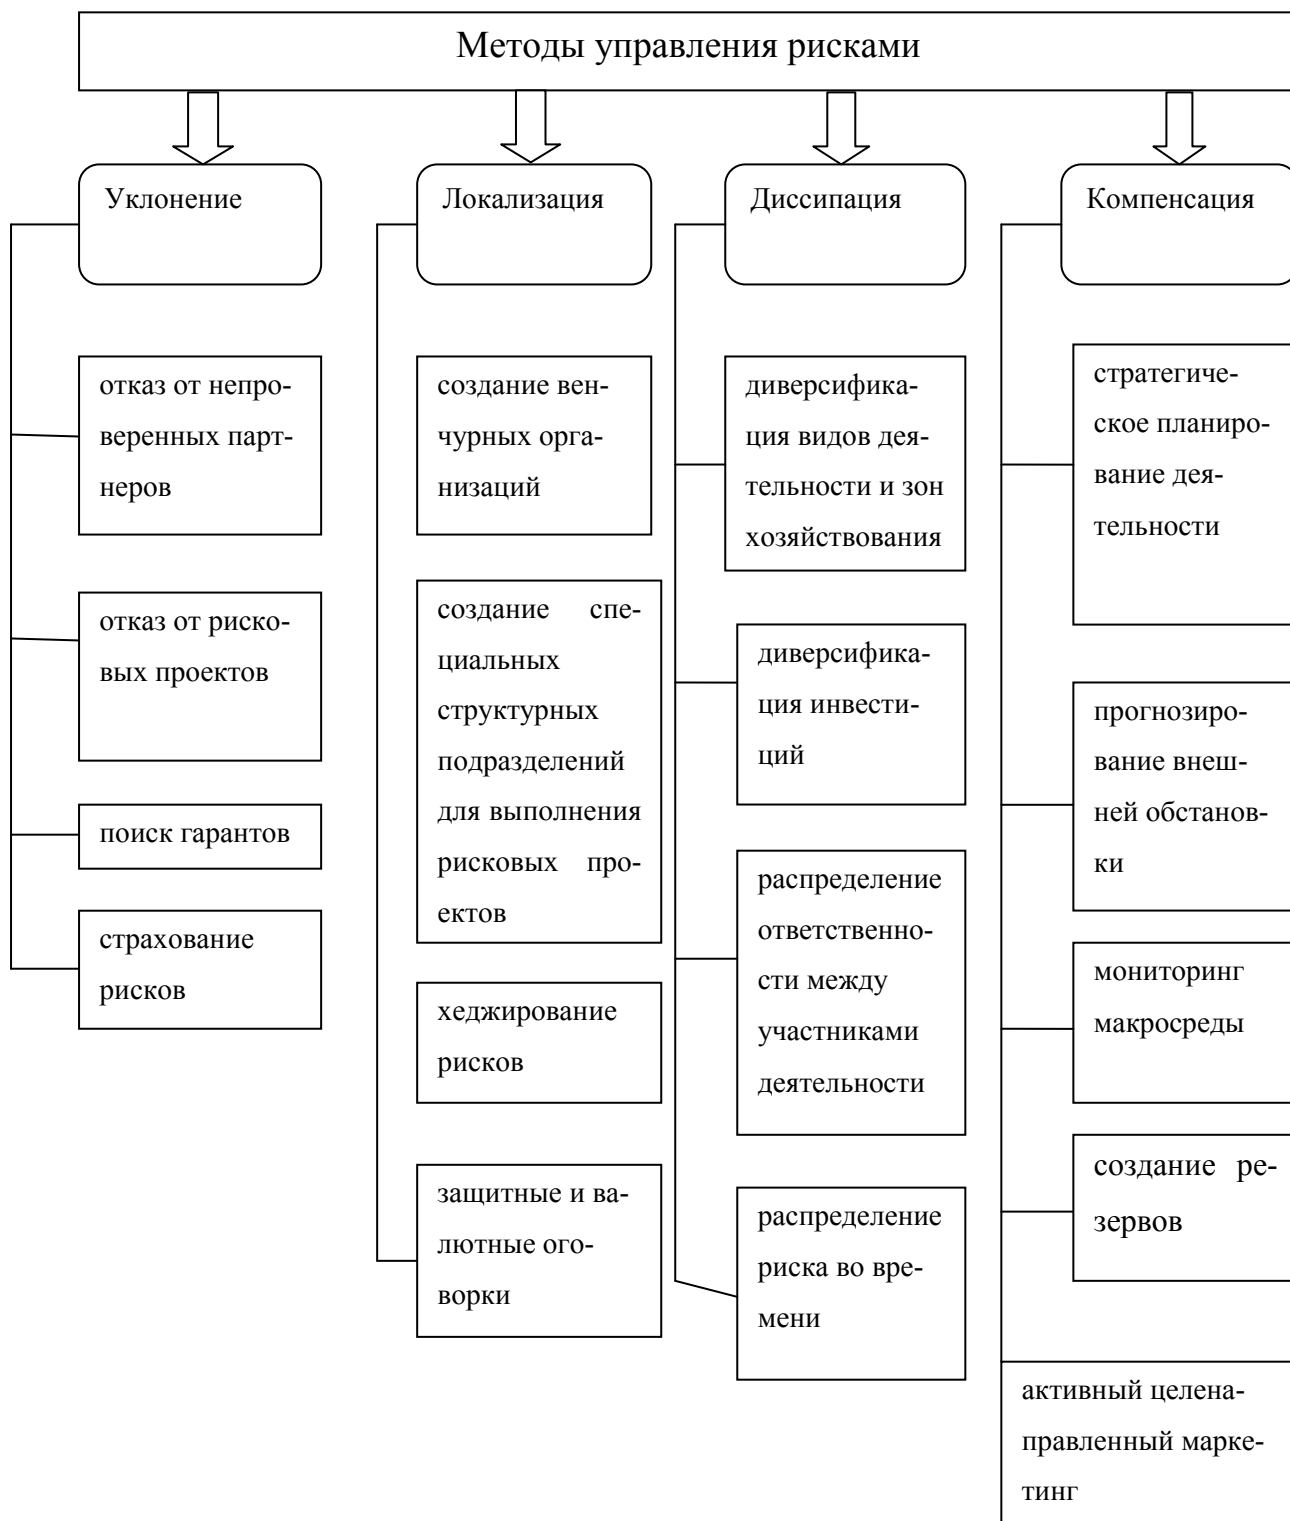 Методы управления рисками
Уклонение
отказ от непро-
веренных парт-
неров
отказ от риско-
вых проектов
поиск гарантов
страхование
рисков
Локализация
создание вен-
чурных орга-
низаций
создание спе-
циальных
структурных
подразделений
для выполнения
рисковых про-
ектов
хеджирование
рисков
защитные и ва-
лютные ого-
ворки
Диссипация
диверсифика-
ция видов дея-
тельности и зон
хозяйствования
диверсифика-
ция инвести-
ций
распределение
ответственно-
сти между
участниками
деятельности
распределение
риска во вре-
мени
Компенсация
стратегиче-
ское планиро-
вание дея-
тельности
прогнозиро-
вание внеш-
ней обстанов-
ки
мониторинг
макросреды
создание ре-
зервов
активный целена-
правленный марке-
тинг